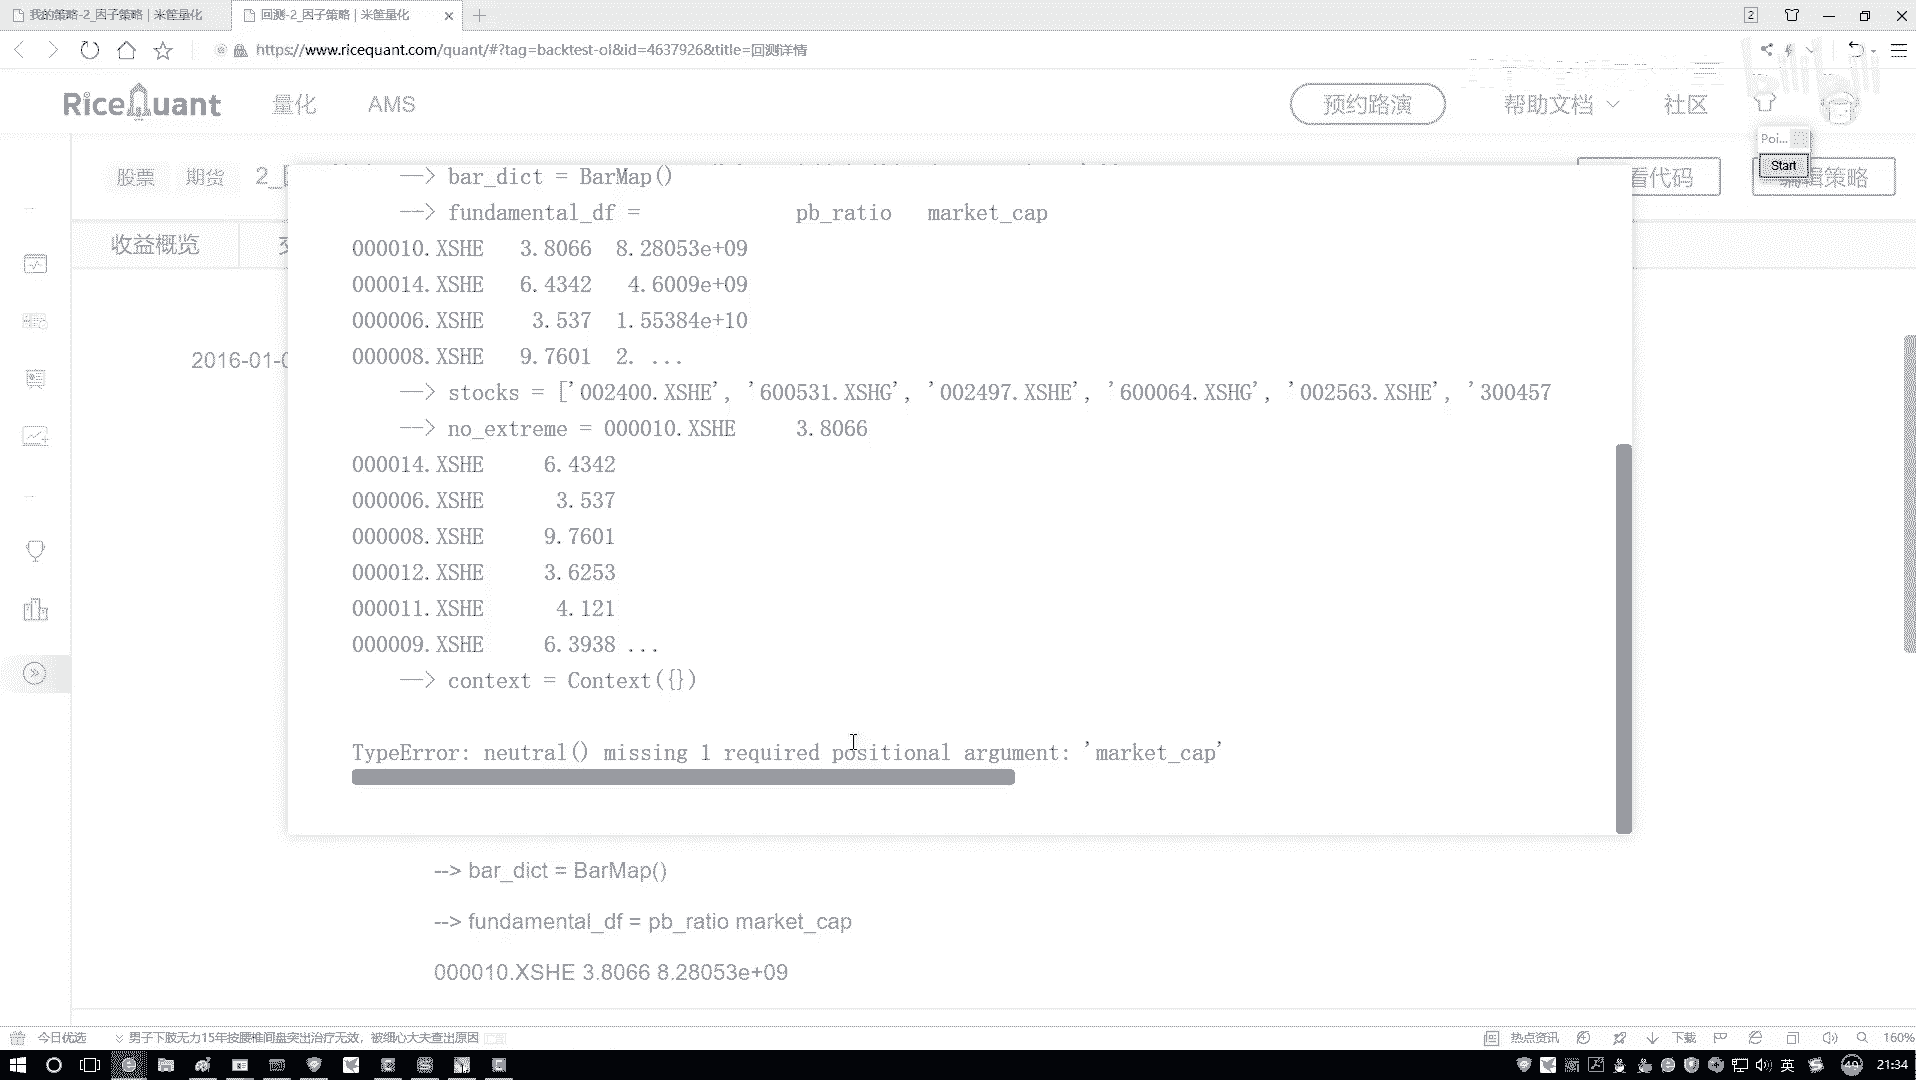 我的策略-2_因子策略 | 米筐量化
回测-2_因子策略 | 米筐量化
2
https://www.ricequant.com/quant/#?tag=backtest-ol&id=4637926&title=回测详情
RiceQuant
量化
AMS
预约路演
帮助文档
社区
Poi...
Start
股票
期货
看代码
编辑策略
收益概览
2016-01-0
—> bar_dict = BarMap()
—> fundamental_df = pb_ratio market_cap
000010.XSHE 3.8066 8.28053e+09
000014.XSHE 6.4342 4.6009e+09
000006.XSHE 3.537 1.55384e+10
000008.XSHE 9.7601 2. ...
—> stocks = ['002400.XSHE', '600531.XSHG', '002497.XSHE', '600064.XSHG', '002563.XSHE', '300457
—> no_extreme = 000010.XSHE 3.8066
000014.XSHE 6.4342
000006.XSHE 3.537
000008.XSHE 9.7601
000012.XSHE 3.6253
000011.XSHE 4.121
000009.XSHE 6.3938 ...
—> context = Context({})
TypeError: neutral() missing 1 required positional argument: 'market_cap'
--> bar_dict = BarMap()
--> fundamental_df = pb_ratio market_cap
000010.XSHE 3.8066 8.28053e+09
今日优选
男子下肢无力15年按腰椎间盘突出治疗无效，被细心大夫查出原因
热点资讯
下载
160%
英
49
21:34